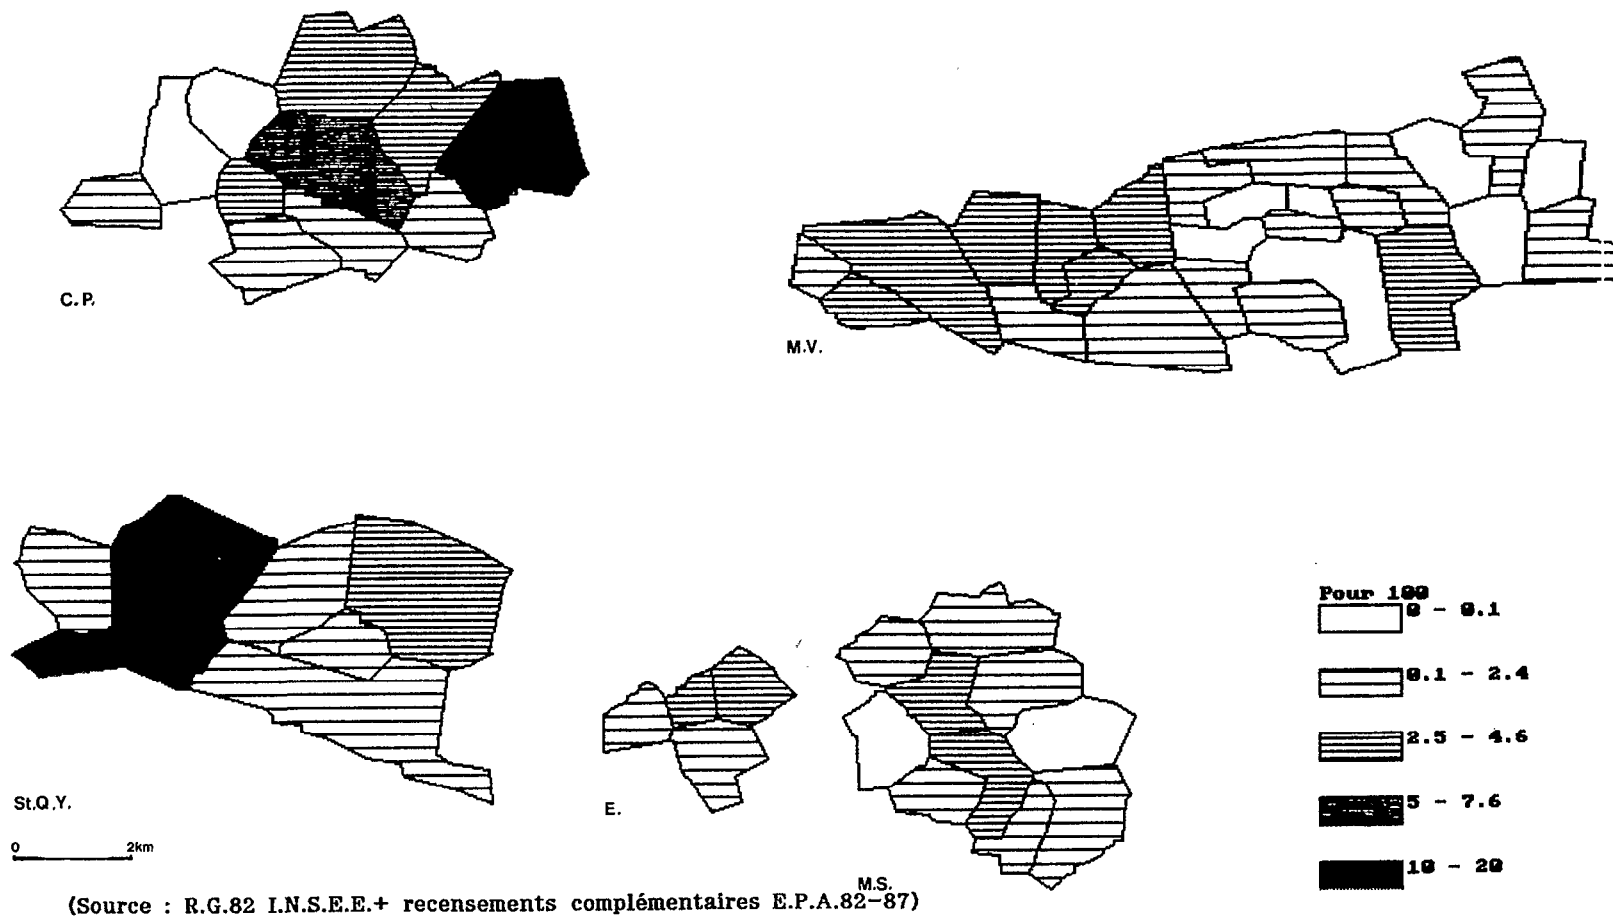 C.P.
M.V.
St.Q.Y.
E.
M.S.
0 2km
Pour 100
0 - 0.1
0.1 - 2.4
2.5 - 4.6
5 - 7.6
10 - 20
(Source : R.G.82 I.N.S.E.E.+ recensements complémentaires E.P.A.82-87)